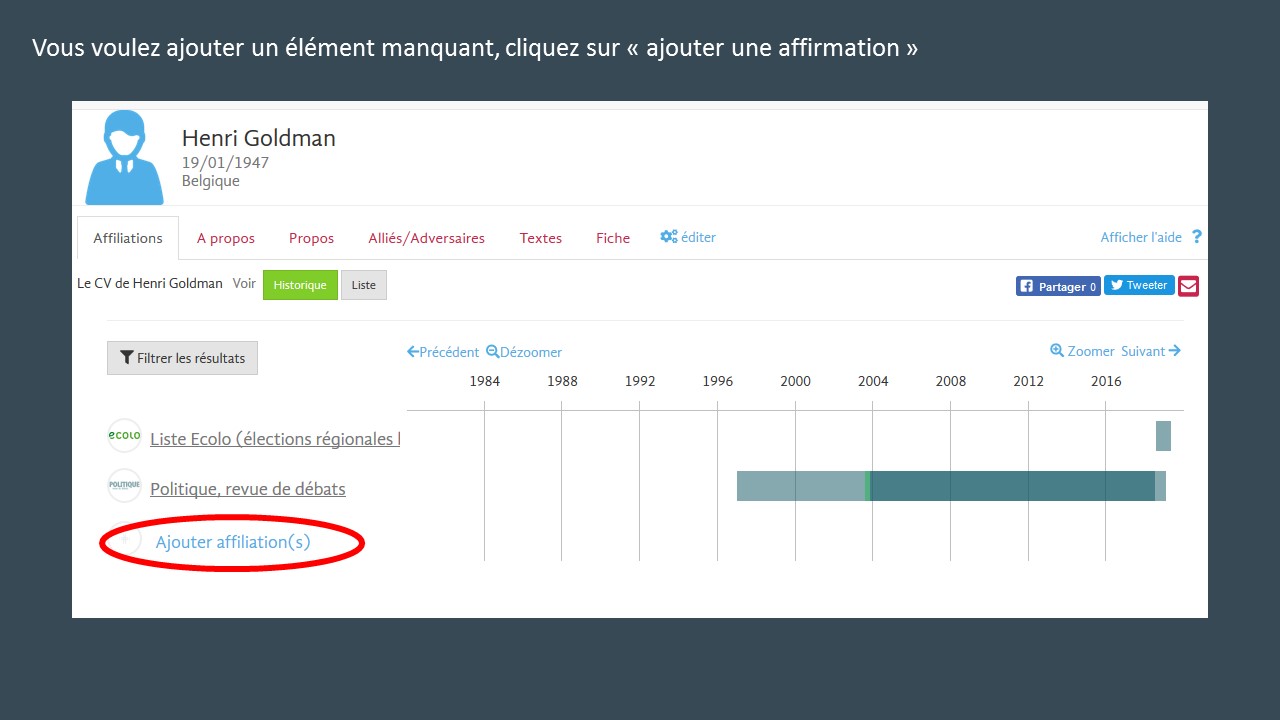 Vous voulez ajouter un élément manquant, cliquez sur « ajouter une affirmation »
Henri Goldman
19/01/1947
Belgique
Affiliations A propos Propos Alliés/Adversaires Textes Fiche éditer Afficher l'aide ?
Le CV de Henri Goldman Voir Historique Liste Partager 0 Tweeter
Filtrer les résultats Précédent Dézoomer Zoomer Suivant
1984 1988 1992 1996 2000 2004 2008 2012 2016
ecolo Liste Ecolo (élections régionales
POLITIQUE Politique, revue de débats
Ajouter affiliation(s)